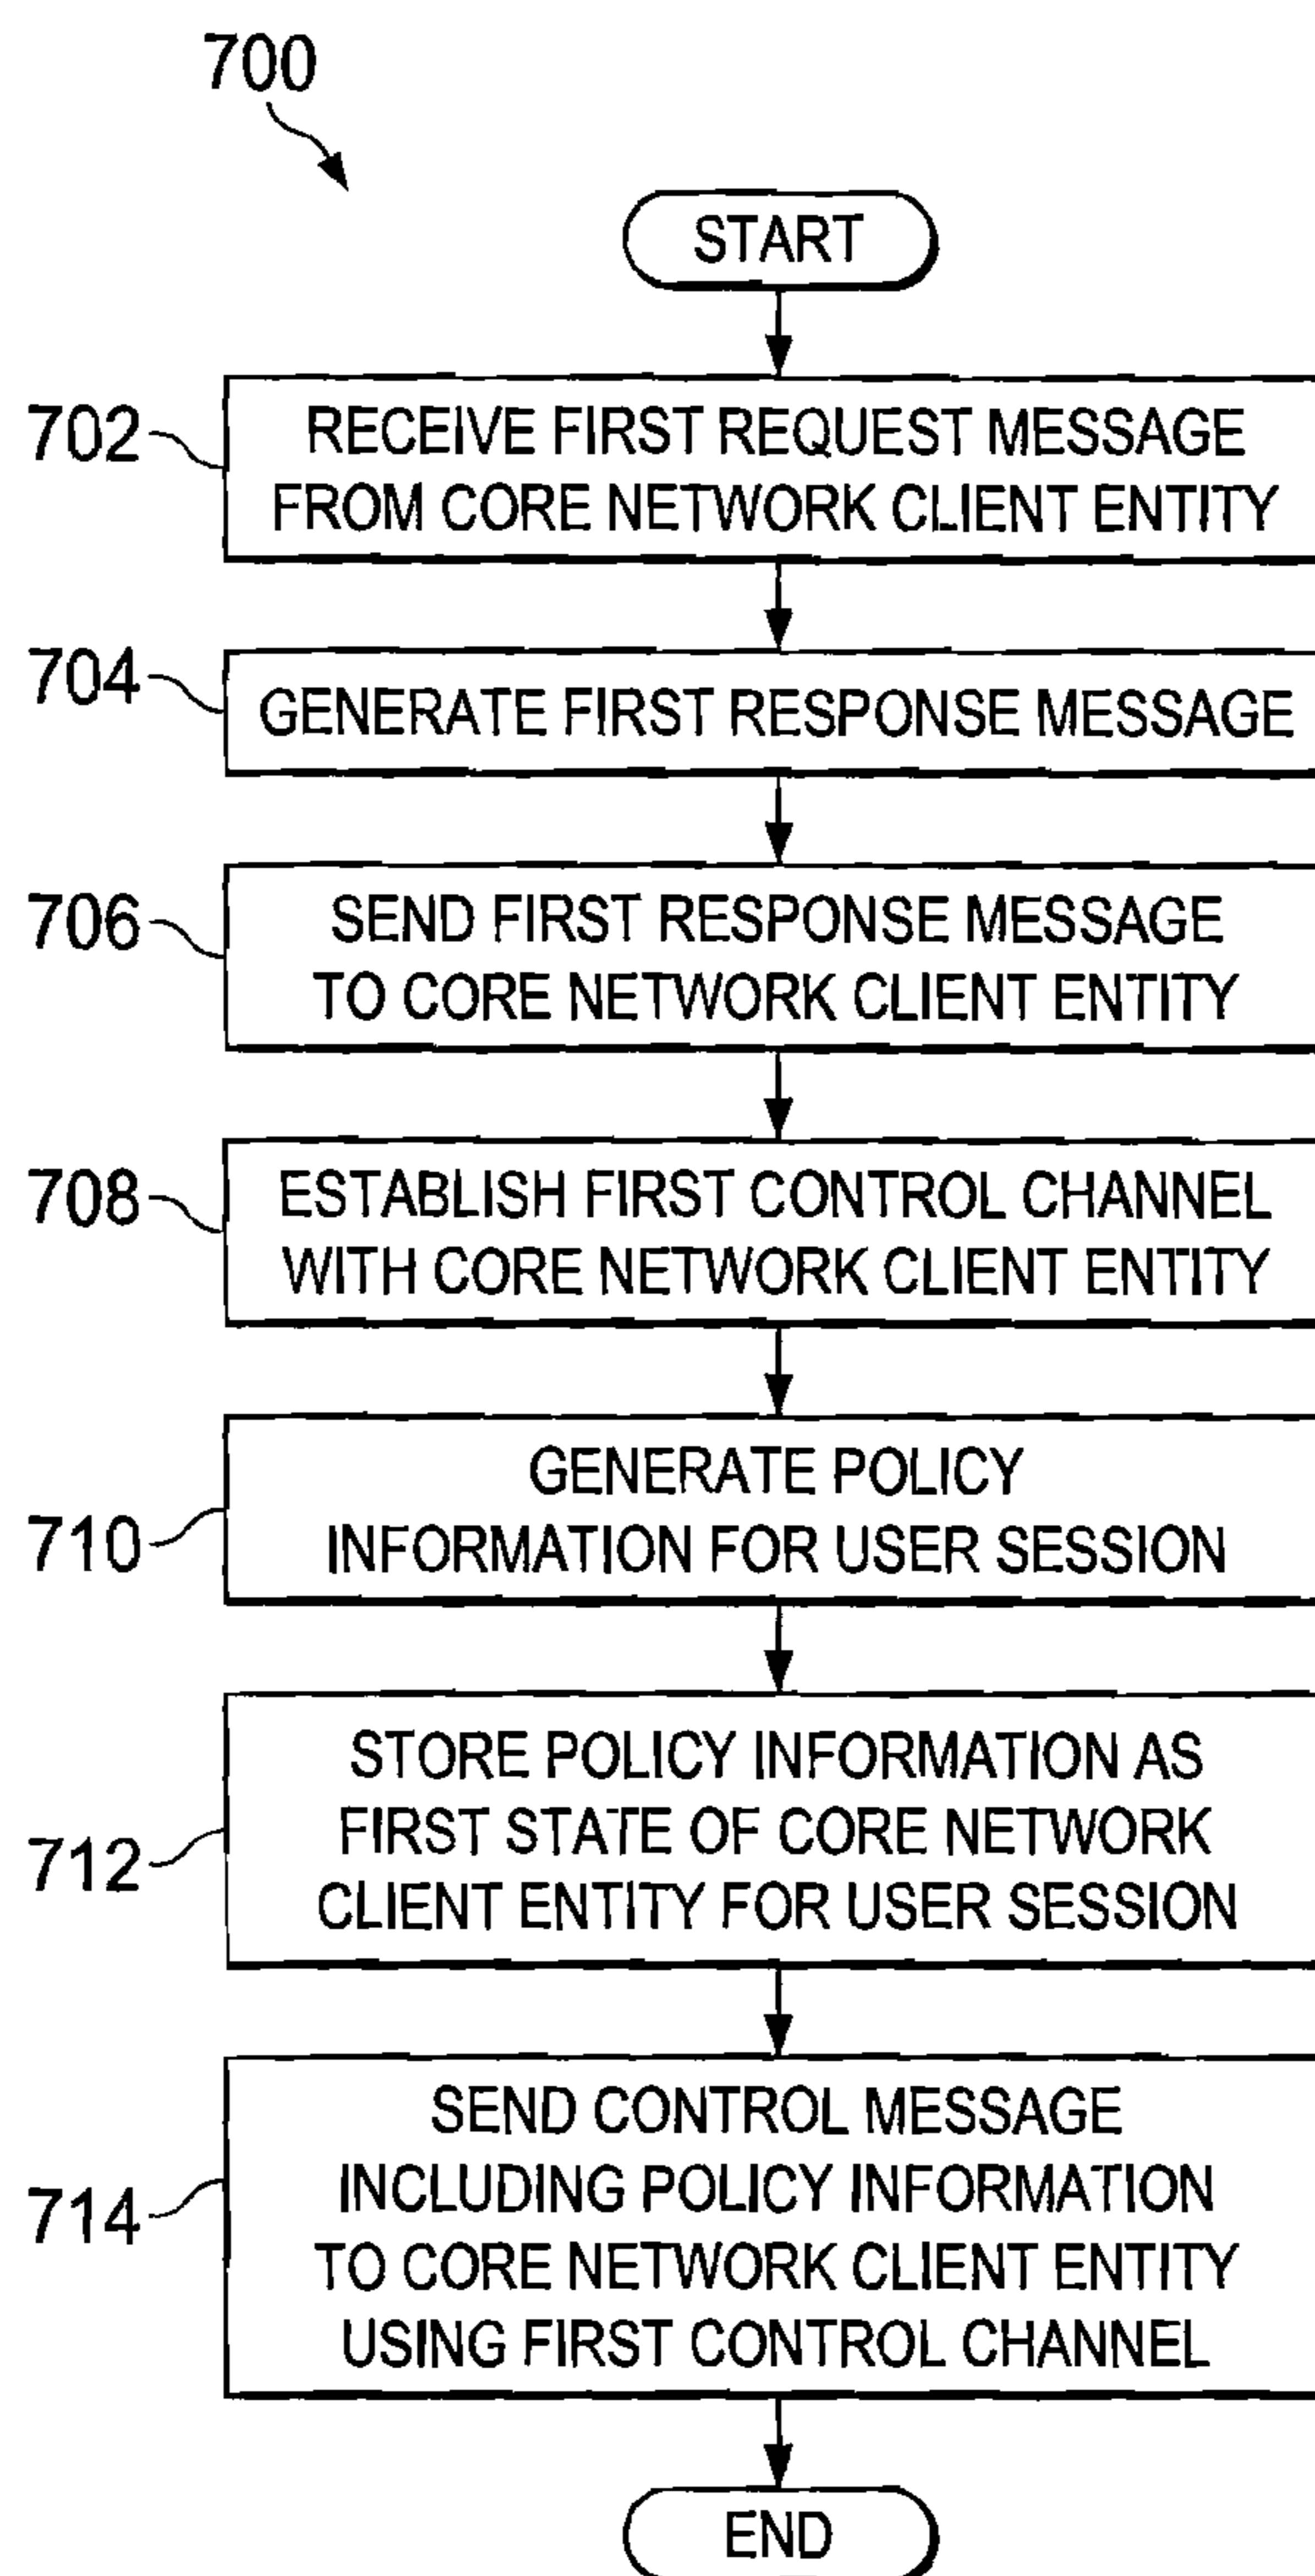 700
START
702
RECEIVE FIRST REQUEST MESSAGE
FROM CORE NETWORK CLIENT ENTITY
704
GENERATE FIRST RESPONSE MESSAGE
706
SEND FIRST RESPONSE MESSAGE
TO CORE NETWORK CLIENT ENTITY
708
ESTABLISH FIRST CONTROL CHANNEL
WITH CORE NETWORK CLIENT ENTITY
710
GENERATE POLICY
INFORMATION FOR USER SESSION
712
STORE POLICY INFORMATION AS
FIRST STATE OF CORE NETWORK
CLIENT ENTITY FOR USER SESSION
714
SEND CONTROL MESSAGE
INCLUDING POLICY INFORMATION
TO CORE NETWORK CLIENT ENTITY
USING FIRST CONTROL CHANNEL
END